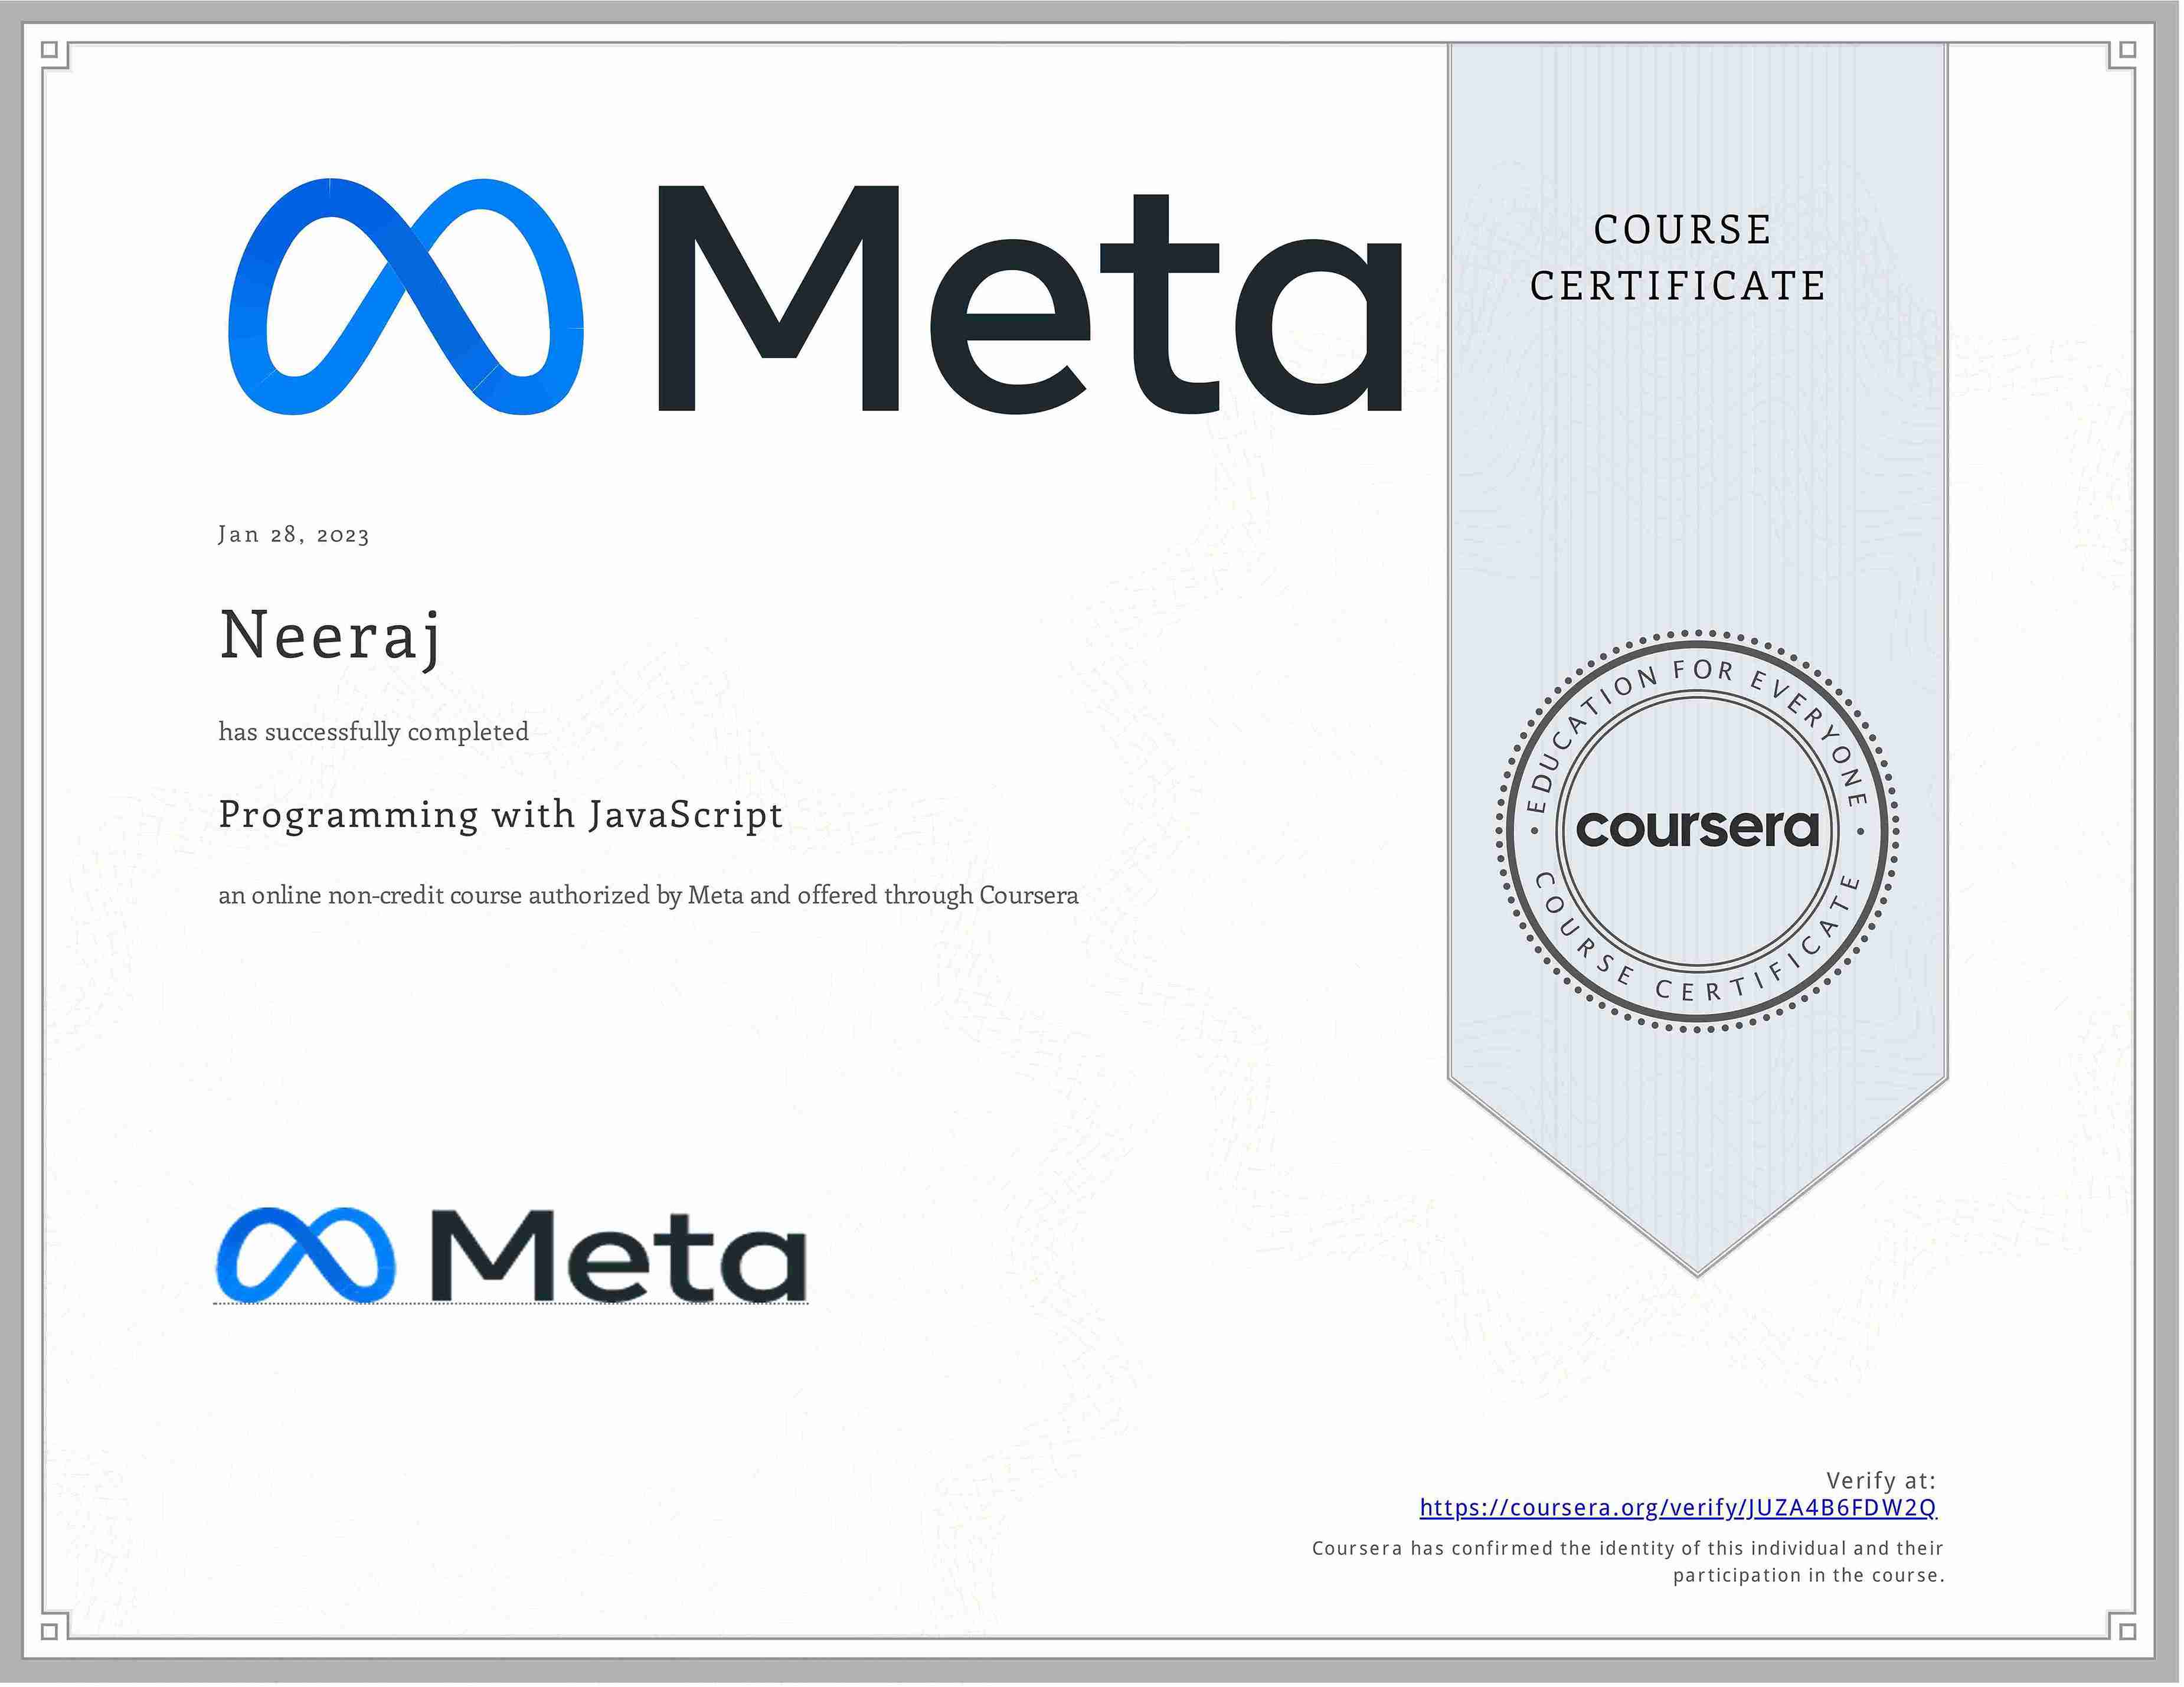 Meta
COURSE
CERTIFICATE
Jan 28, 2023
Neeraj
has successfully completed
Programming with JavaScript
an online non-credit course authorized by Meta and offered through Coursera
EDUCATION FOR EVERYONE
coursera
COURSE CERTIFICATE
Meta
Verify at:
https://coursera.org/verify/JUZA4B6FDW2Q
Coursera has confirmed the identity of this individual and their
participation in the course.